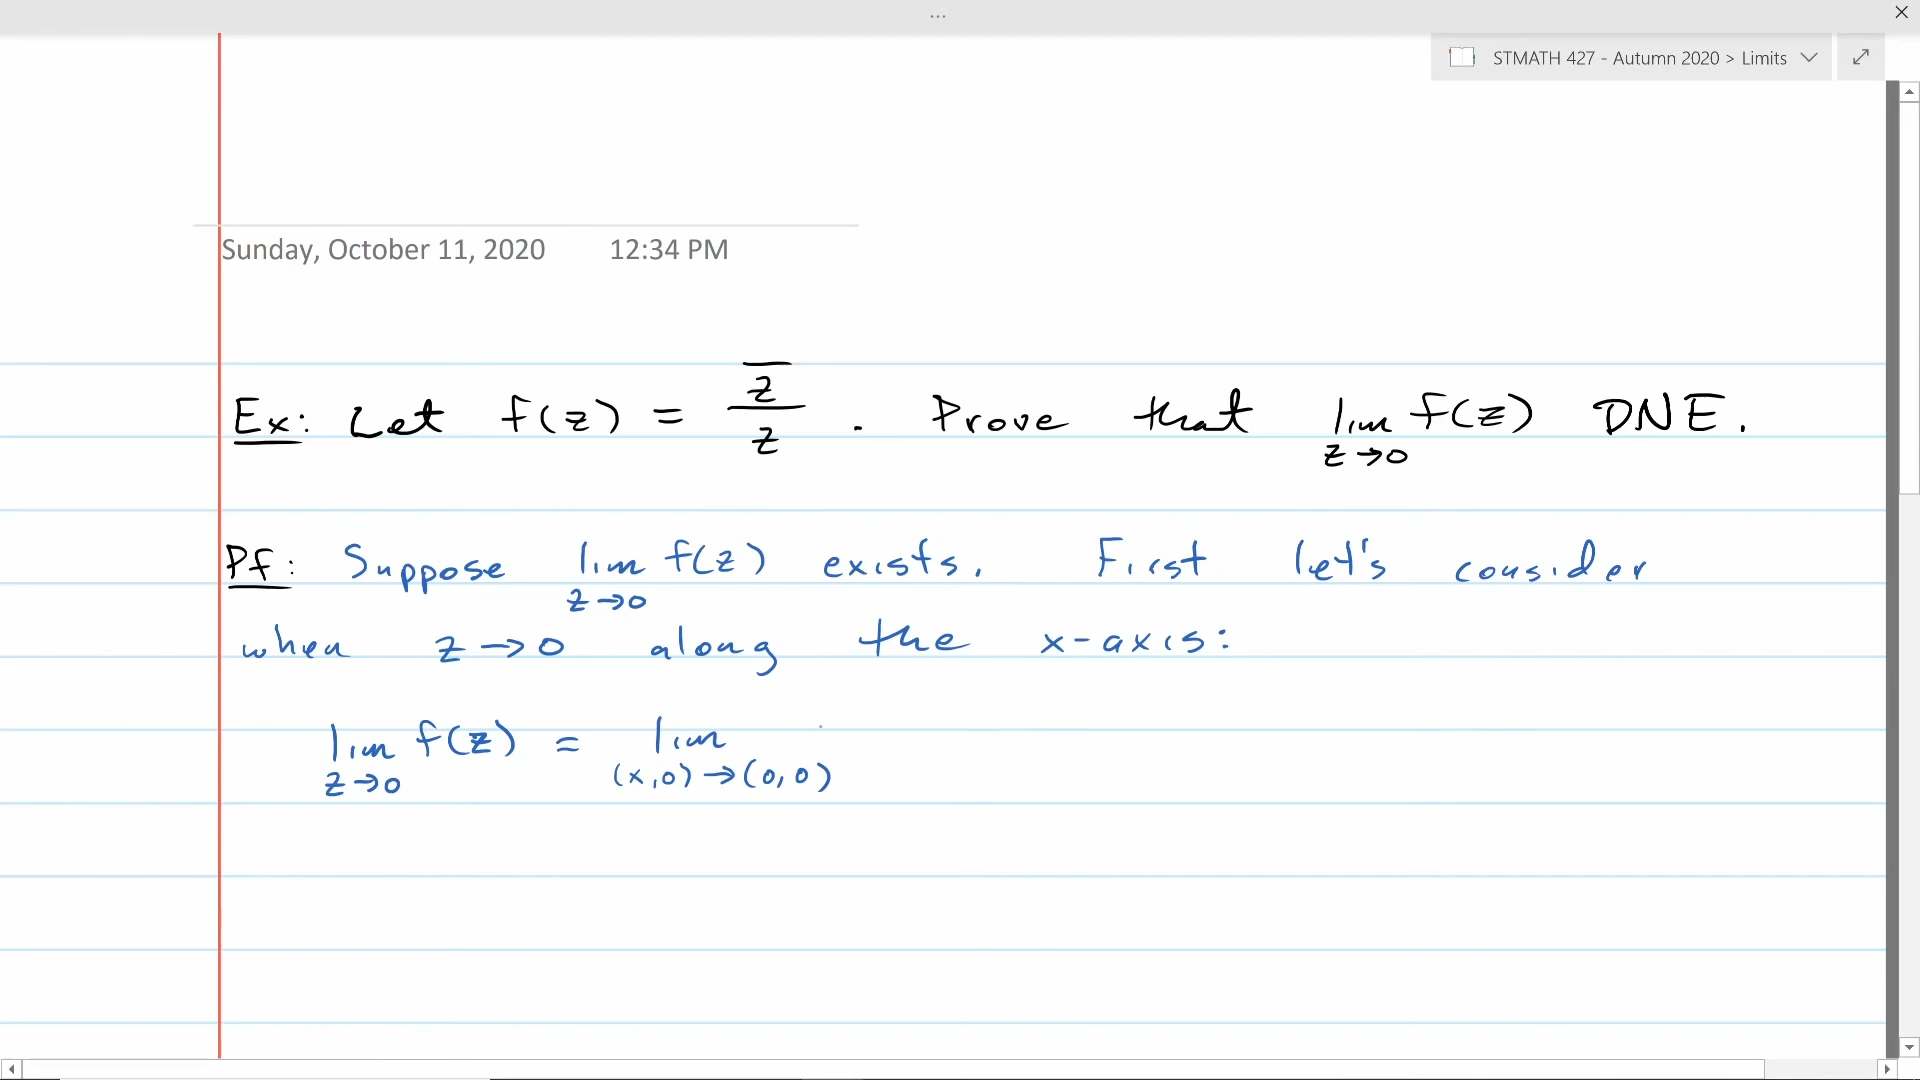 ...
STMATH 427 - Autumn 2020 > Limits
Sunday, October 11, 2020 12:34 PM
Ex: Let f(z) = z̅/z . Prove that lim z→0 f(z) DNE.
Pf: Suppose lim z→0 f(z) exists. First let's consider
when z→0 along the x-axis:
lim z→0 f(z) = lim (x,0)→(0,0)